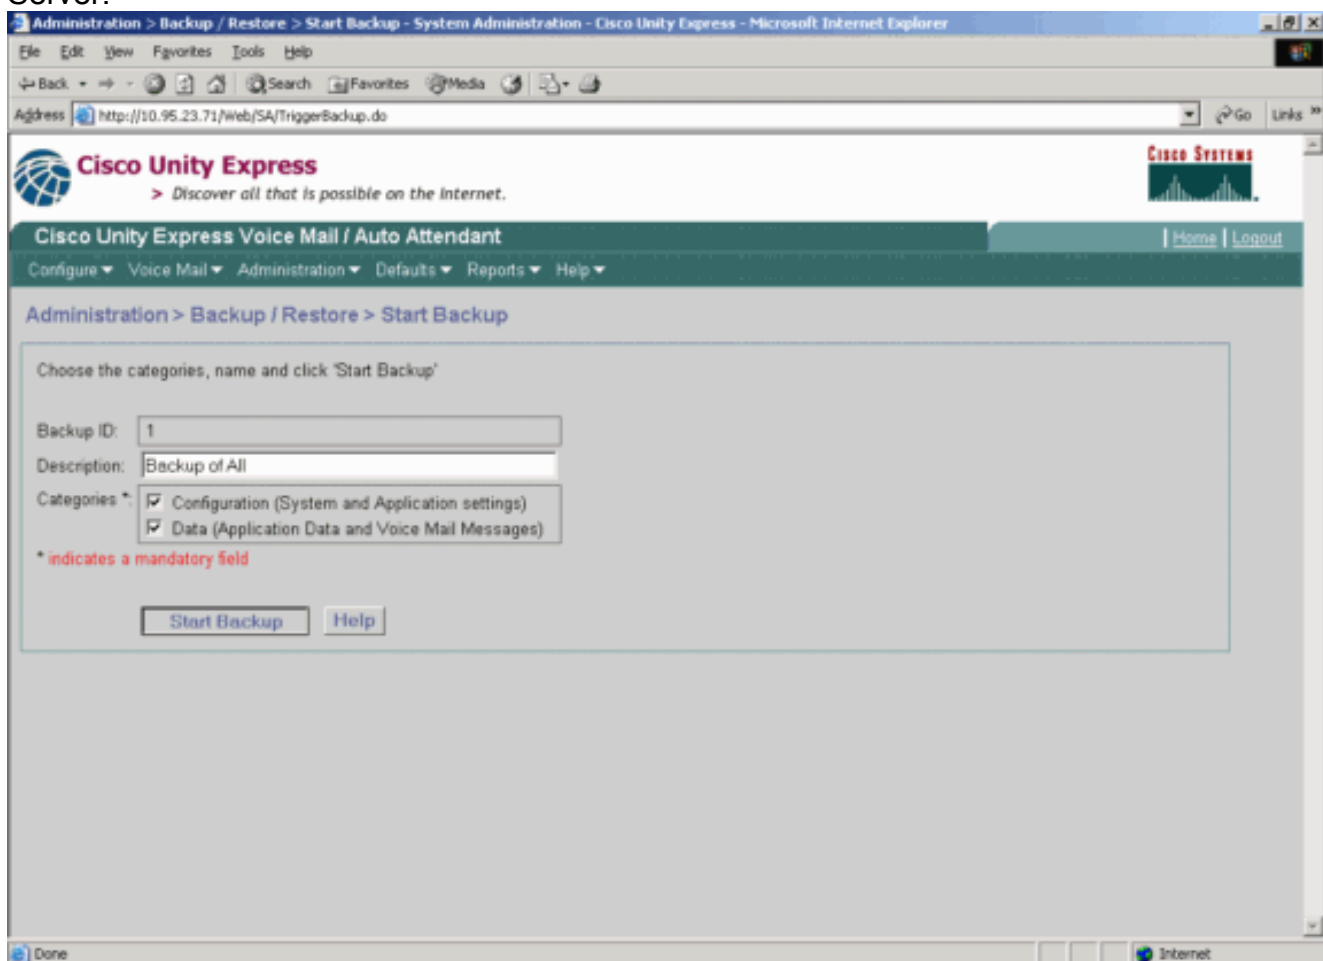 Server.
Administration > Backup / Restore > Start Backup - System Administration - Cisco Unity Express - Microsoft Internet Explorer
File Edit View Favorites Tools Help
Back Search Favorites Media
Address http://10.95.23.71/Web/SA/TriggerBackup.do Go Links »
Cisco Unity Express
> Discover all that is possible on the Internet.
CISCO SYSTEMS
Cisco Unity Express Voice Mail / Auto Attendant | Home | Logout
Configure Voice Mail Administration Defaults Reports Help
Administration > Backup / Restore > Start Backup
Choose the categories, name and click 'Start Backup'
Backup ID: 1
Description: Backup of All
Categories *: Configuration (System and Application settings)
Data (Application Data and Voice Mail Messages)
* indicates a mandatory field
Start Backup Help
Done Internet